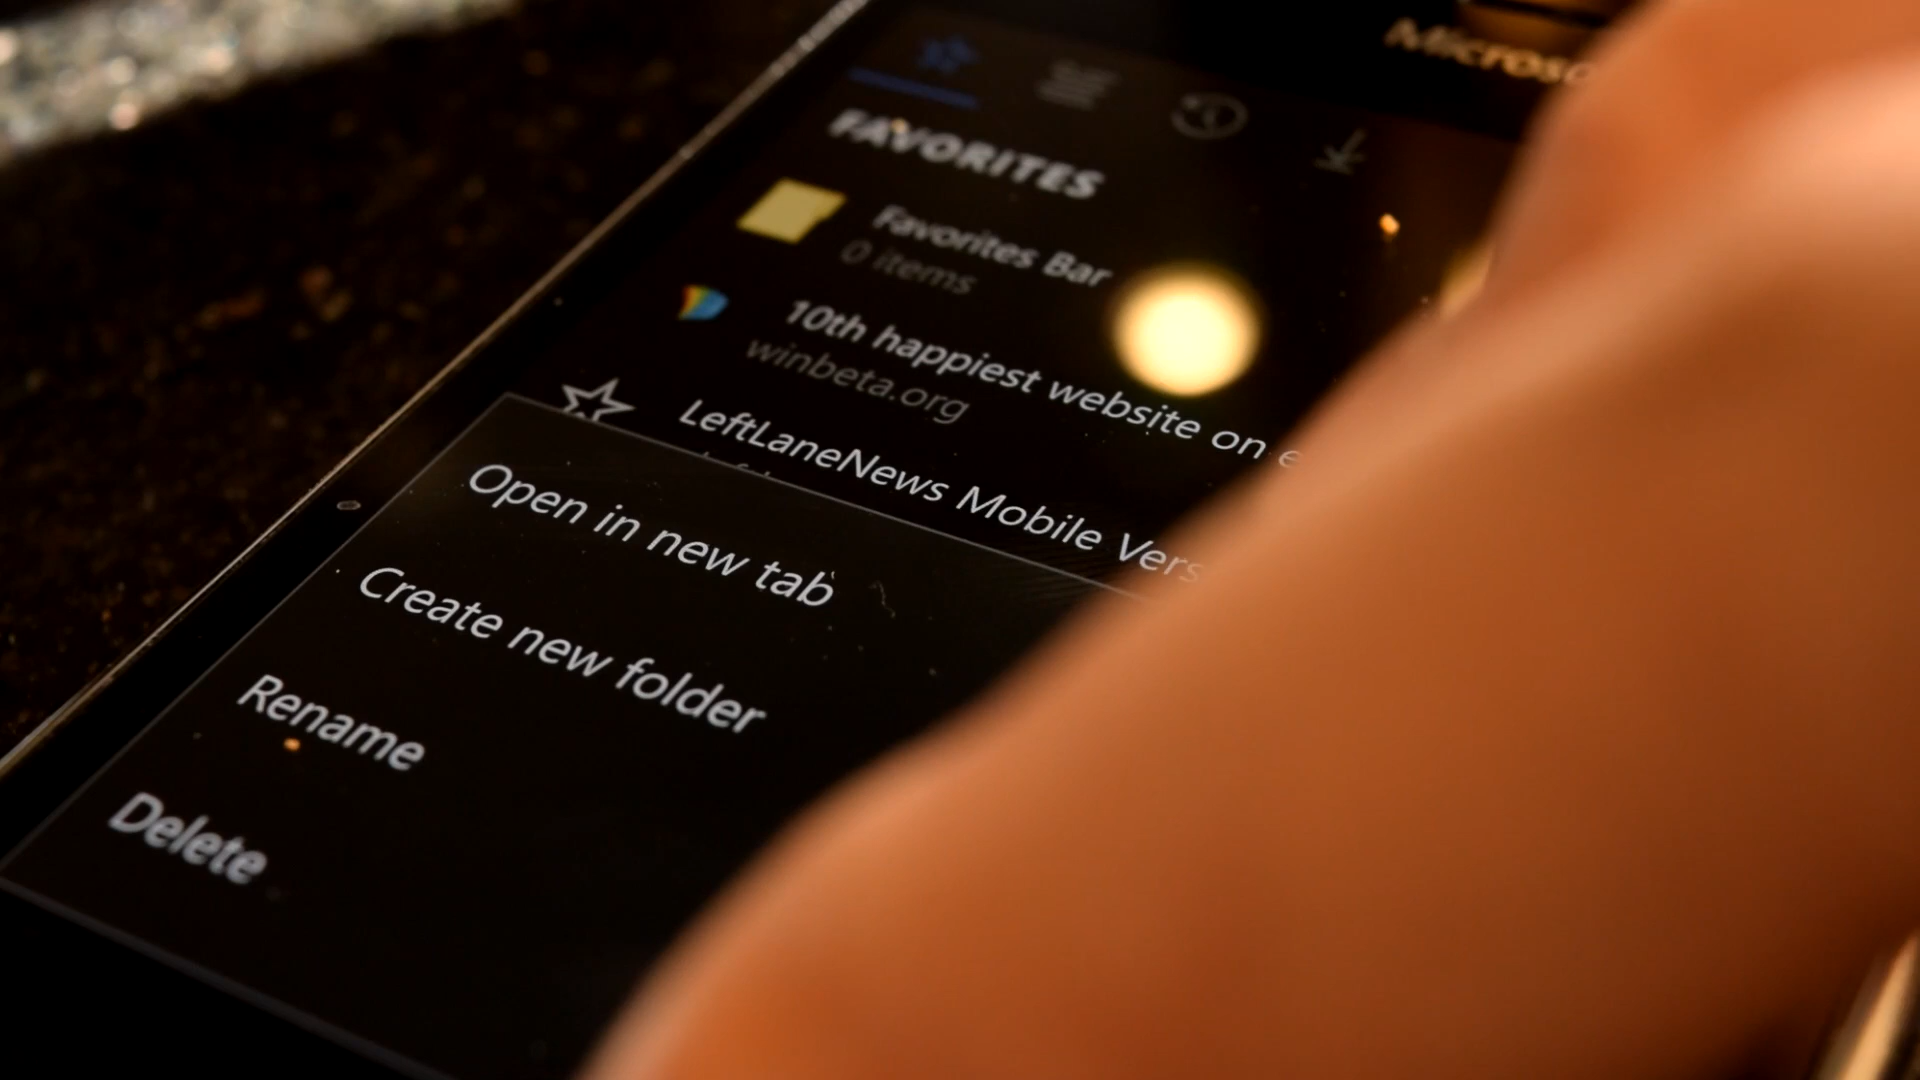 Microso
FAVORITES
Favorites Bar
0 items
10th happiest website on e
winbeta.org
LeftLaneNews Mobile Vers
Open in new tab
Create new folder
Rename
Delete